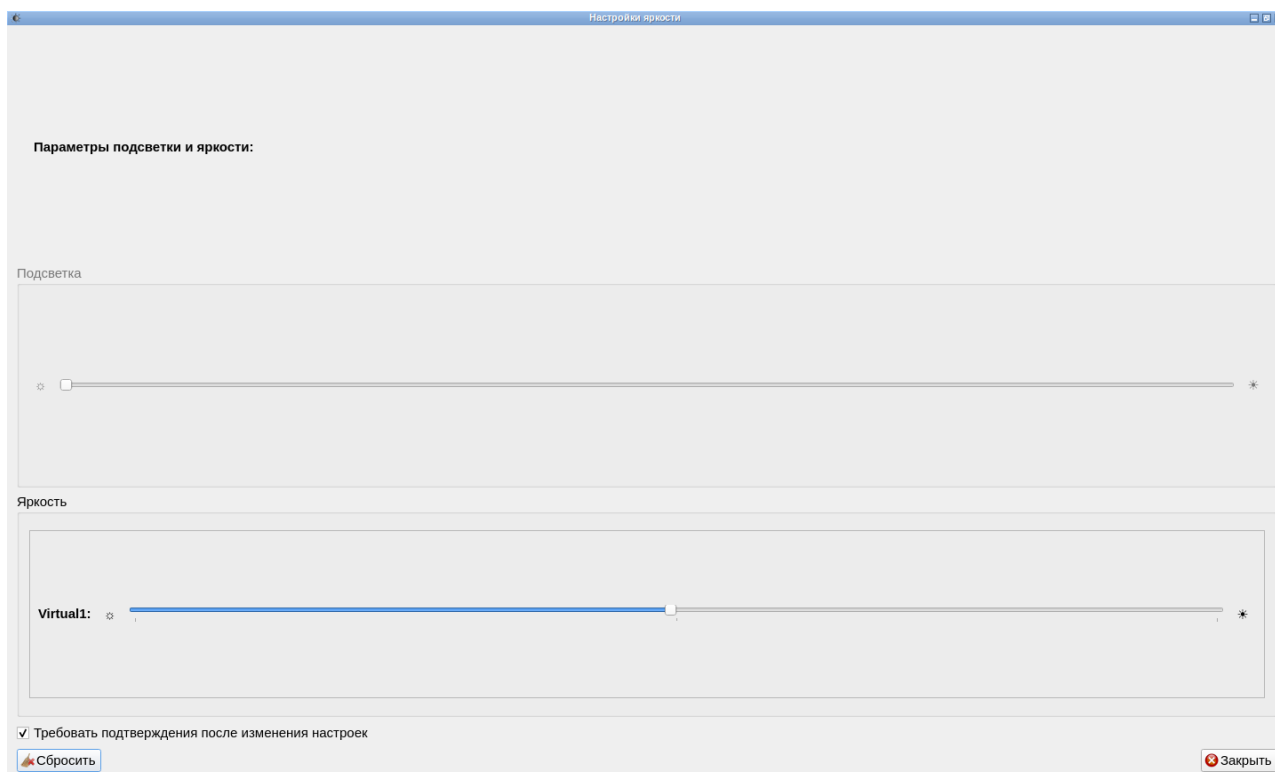 Настройки яркости
Параметры подсветки и яркости:
Подсветка
Яркость
Virtual1:
Требовать подтверждения после изменения настроек
Сбросить
Закрыть